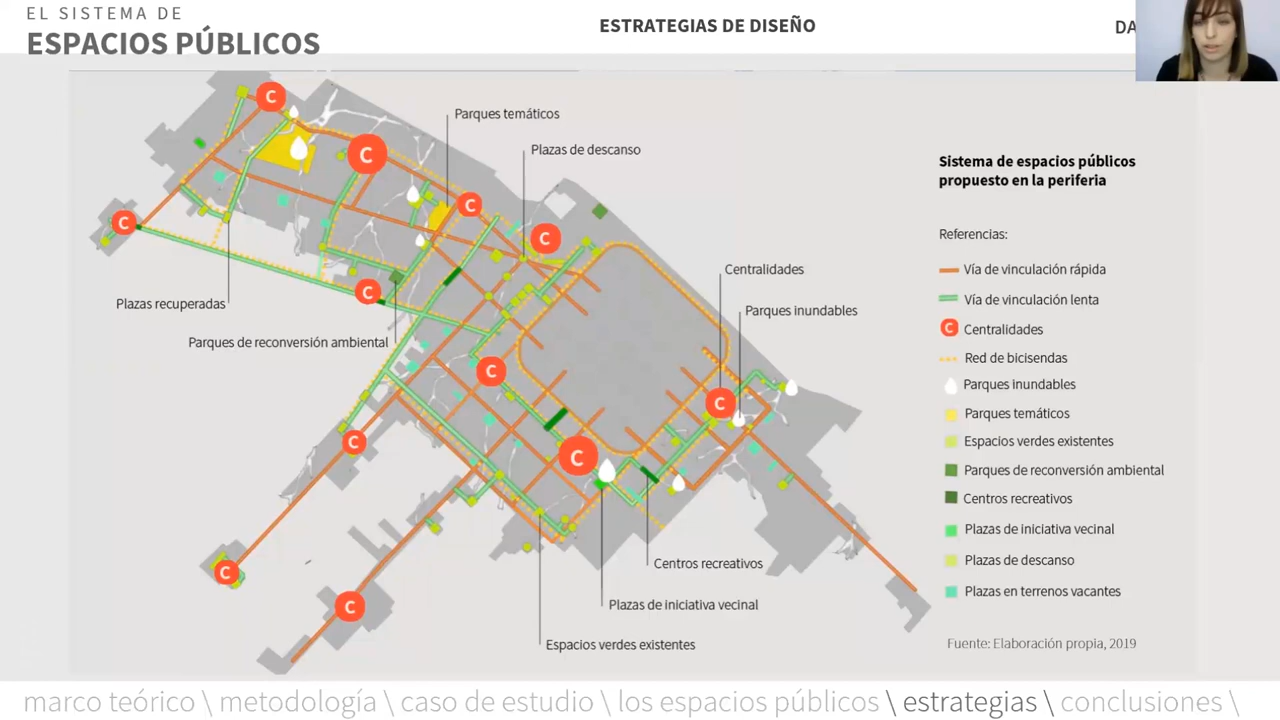 EL SISTEMA DE
ESPACIOS PÚBLICOS
ESTRATEGIAS DE DISEÑO
DA
Parques temáticos
Plazas de descanso
Centralidades
Parques inundables
Plazas recuperadas
Parques de reconversión ambiental
Centros recreativos
Plazas de iniciativa vecinal
Espacios verdes existentes
C
C
C
C
C
C
C
C
C
C
C
C
Sistema de espacios públicos
propuesto en la periferia
Referencias:
Vía de vinculación rápida
Vía de vinculación lenta
C Centralidades
Red de bicisendas
Parques inundables
Parques temáticos
Espacios verdes existentes
Parques de reconversión ambiental
Centros recreativos
Plazas de iniciativa vecinal
Plazas de descanso
Plazas en terrenos vacantes
Fuente: Elaboración propia, 2019
marco teórico \ metodología \ caso de estudio \ los espacios públicos \ estrategias \ conclusiones \